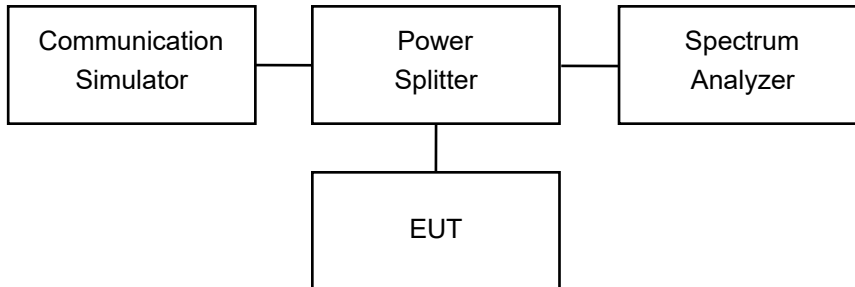 Communication
Simulator
Power
Splitter
Spectrum
Analyzer
EUT